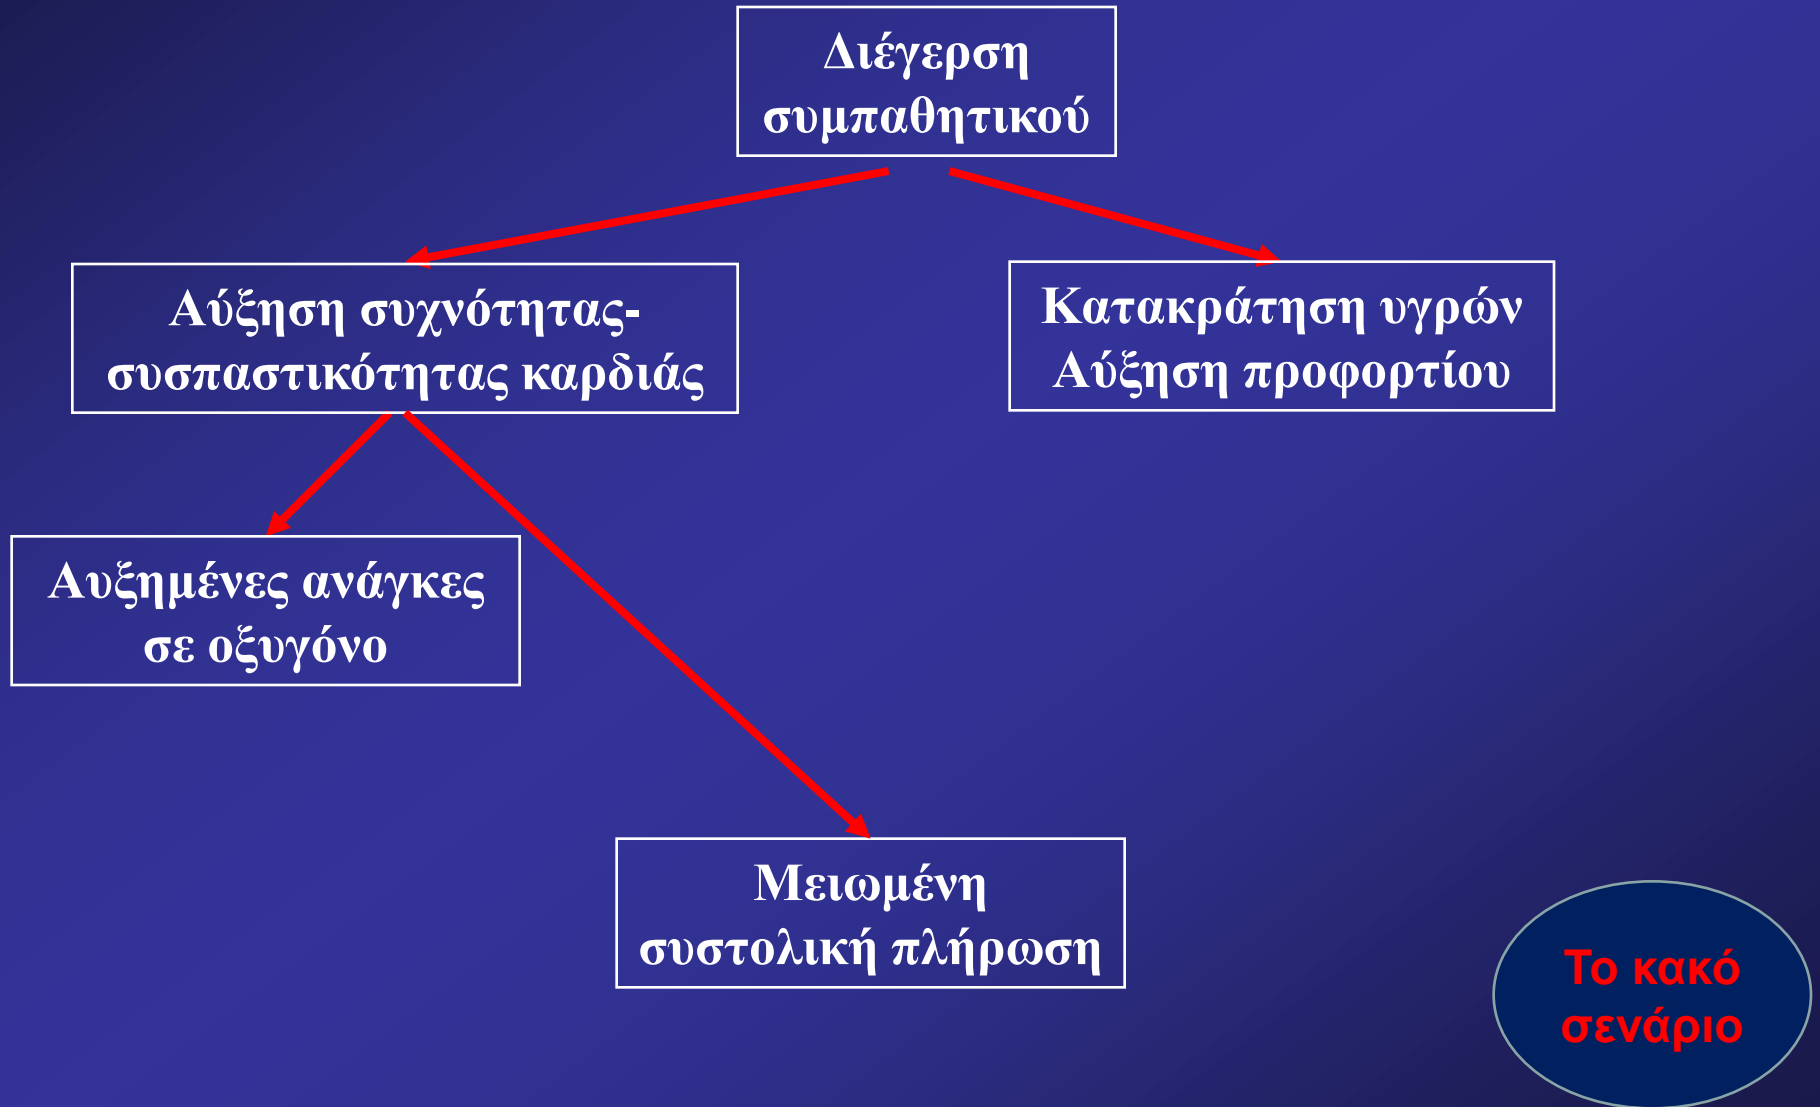 Διέγερση
συμπαθητικού
Αύξηση συχνότητας-
συσπαστικότητας καρδιάς
Κατακράτηση υγρών
Αύξηση προφορτίου
Αυξημένες ανάγκες
σε οξυγόνο
Μειωμένη
συστολική πλήρωση
Το κακό
σενάριο